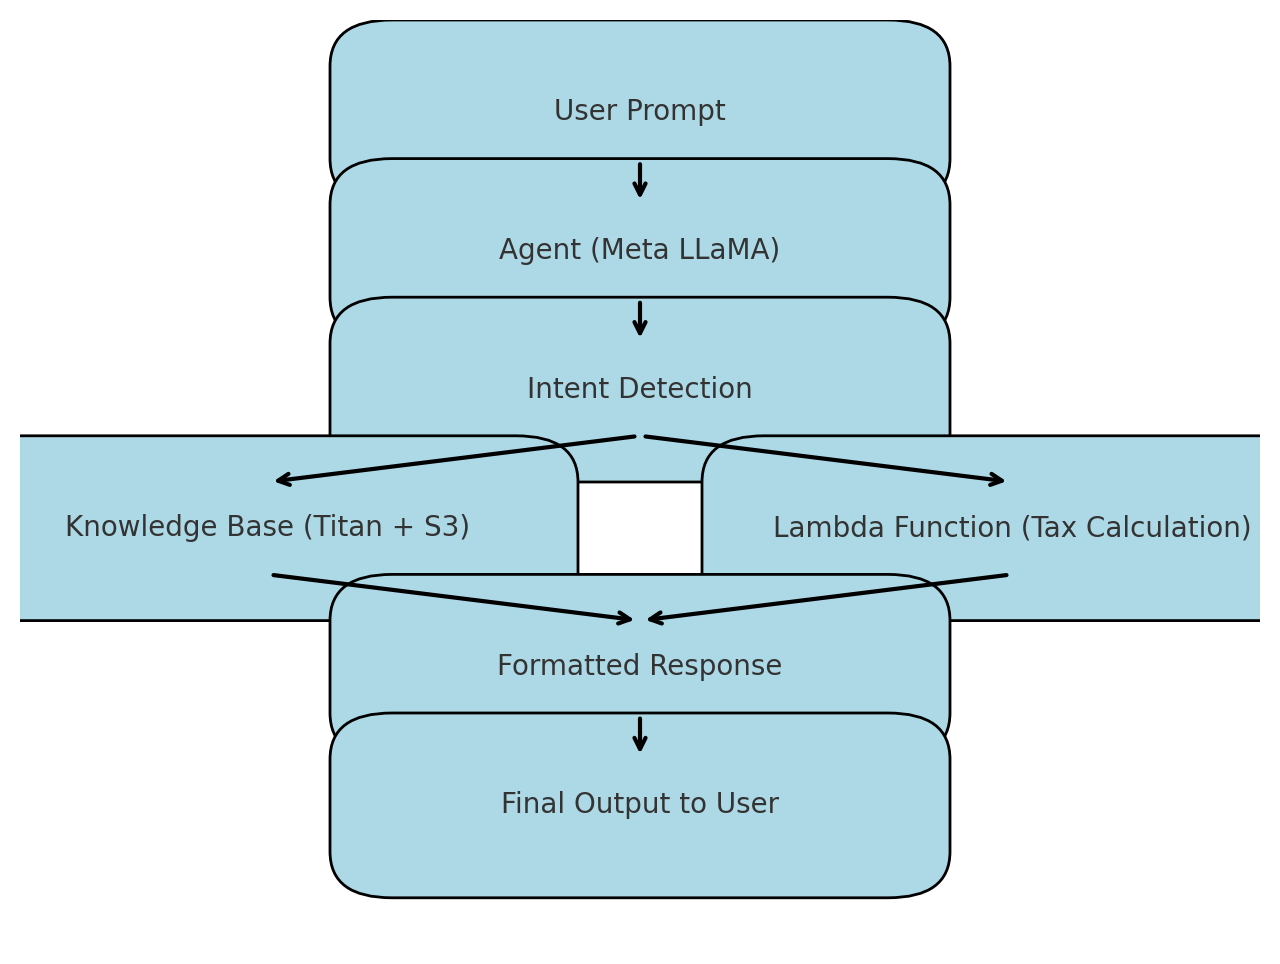 User Prompt
Agent (Meta LLaMA)
Intent Detection
Knowledge Base (Titan + S3)
Lambda Function (Tax Calculation)
Formatted Response
Final Output to User